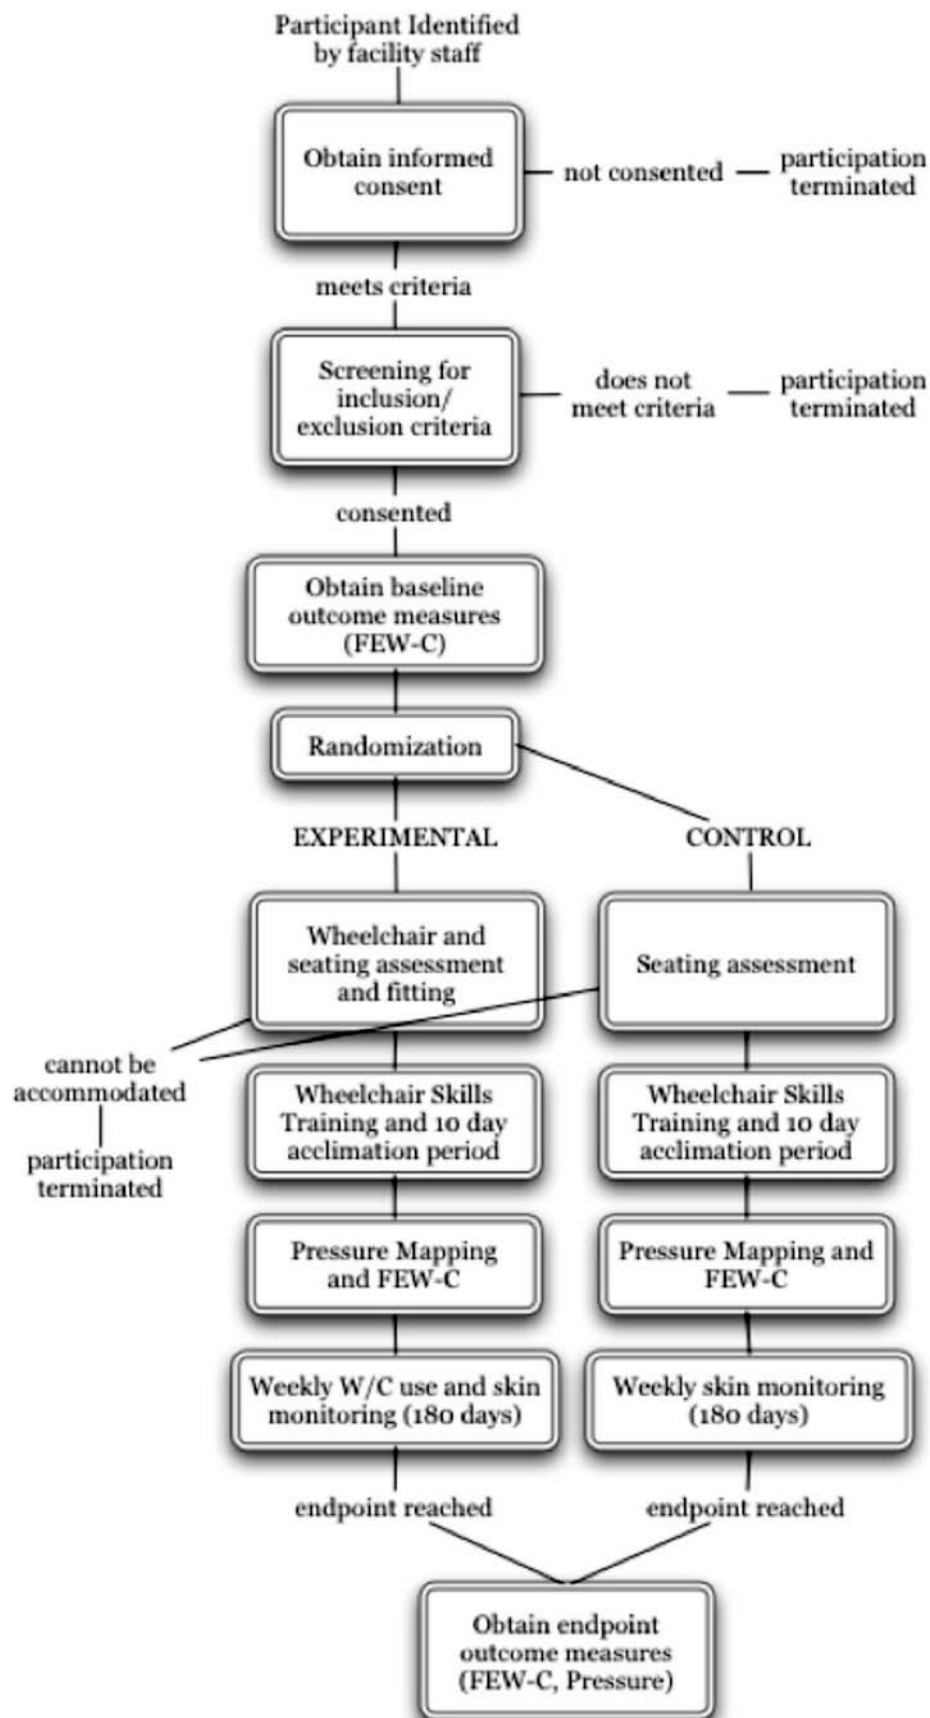 Participant Identified
by facility staff
Obtain informed
consent
not consented
participation
terminated
meets criteria
Screening for
inclusion/
exclusion criteria
does not
meet criteria
participation
terminated
consented
Obtain baseline
outcome measures
(FEW-C)
Randomization
EXPERIMENTAL
CONTROL
Wheelchair and
seating assessment
and fitting
Seating assessment
cannot be
accommodated
participation
terminated
Wheelchair Skills
Training and 10 day
acclimation period
Wheelchair Skills
Training and 10 day
acclimation period
Pressure Mapping
and FEW-C
Pressure Mapping and
FEW-C
Weekly W/C use and skin
monitoring (180 days)
Weekly skin monitoring
(180 days)
endpoint reached
endpoint reached
Obtain endpoint
outcome measures
(FEW-C, Pressure)